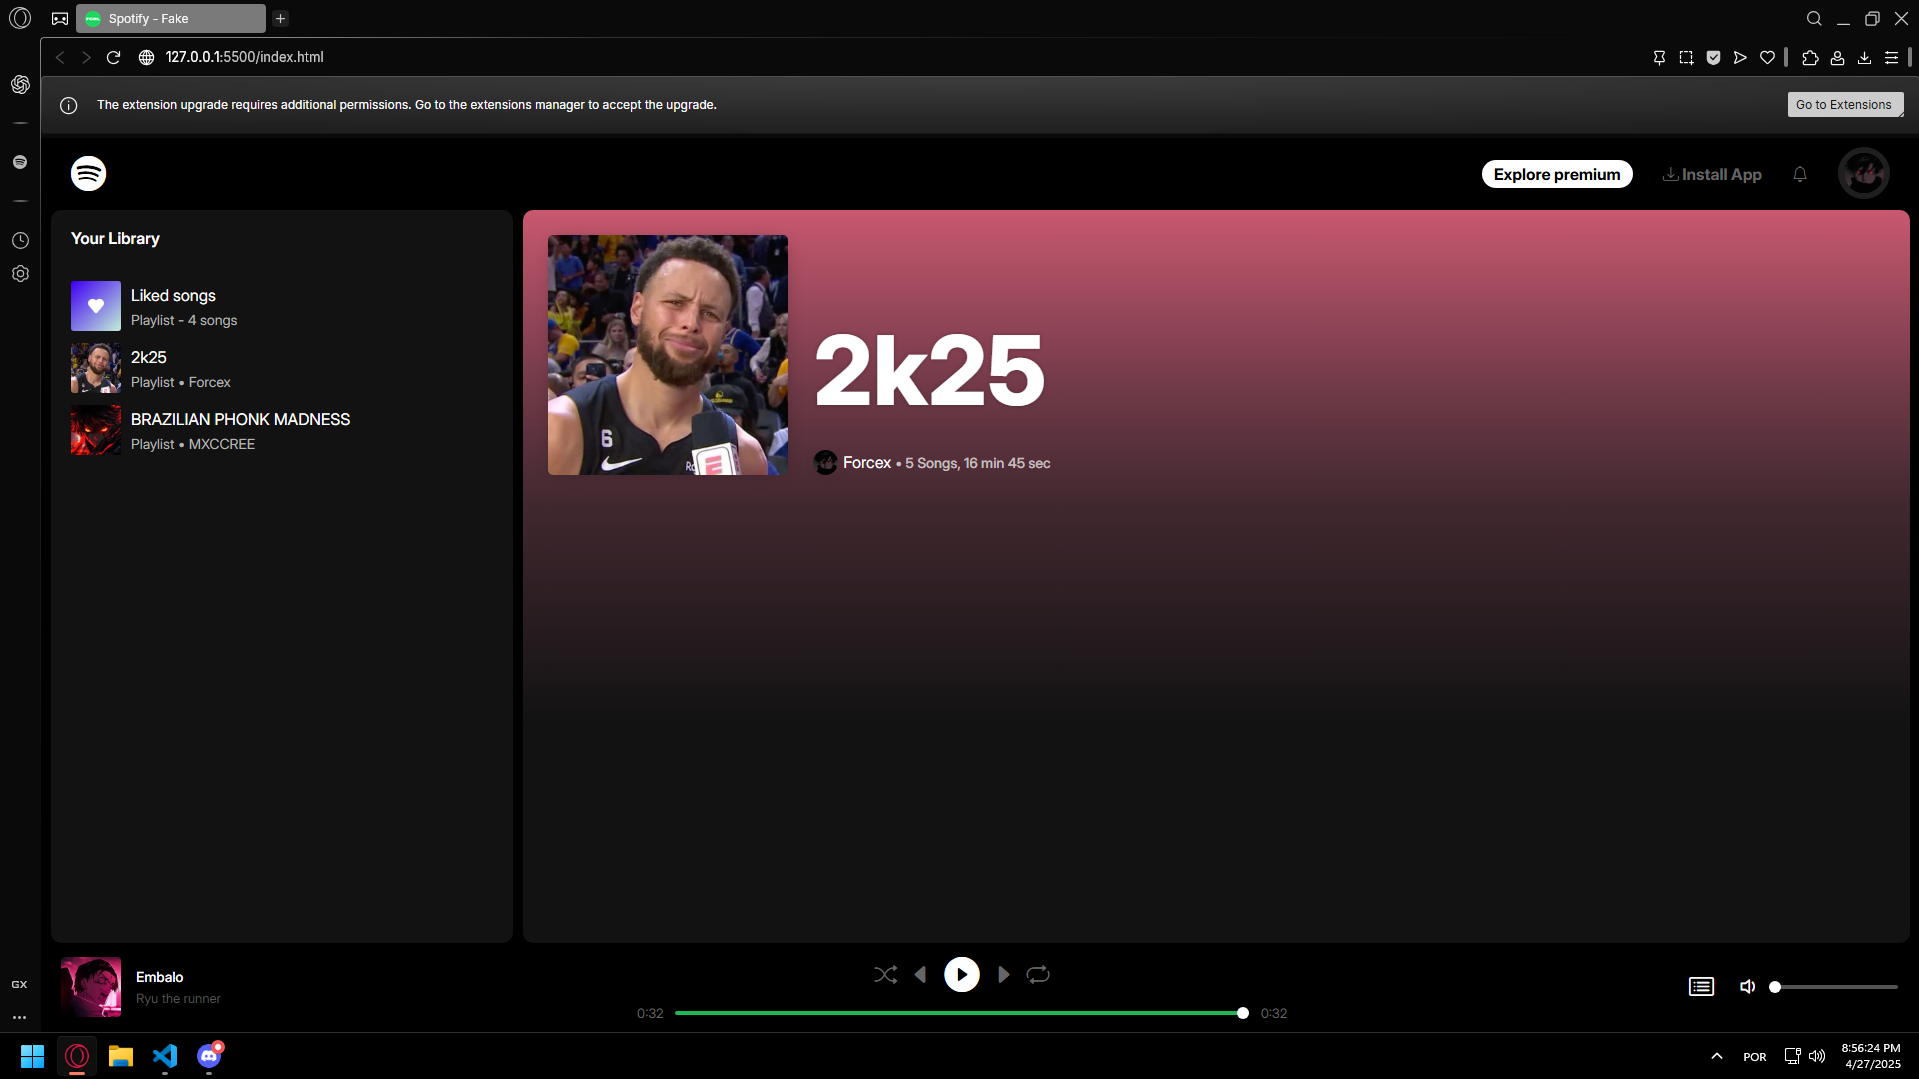 Spotify - Fake
127.0.0.1:5500/index.html
The extension upgrade requires additional permissions. Go to the extensions manager to accept the upgrade.
Go to Extensions
Explore premium
Install App
Your Library
Liked songs
Playlist - 4 songs
2k25
Playlist • Forcex
BRAZILIAN PHONK MADNESS
Playlist • MXCCREE
2k25
Forcex • 5 Songs, 16 min 45 sec
6
GX
Embalo
Ryu the runner
0:32
0:32
POR
8:56:24 PM
4/27/2025